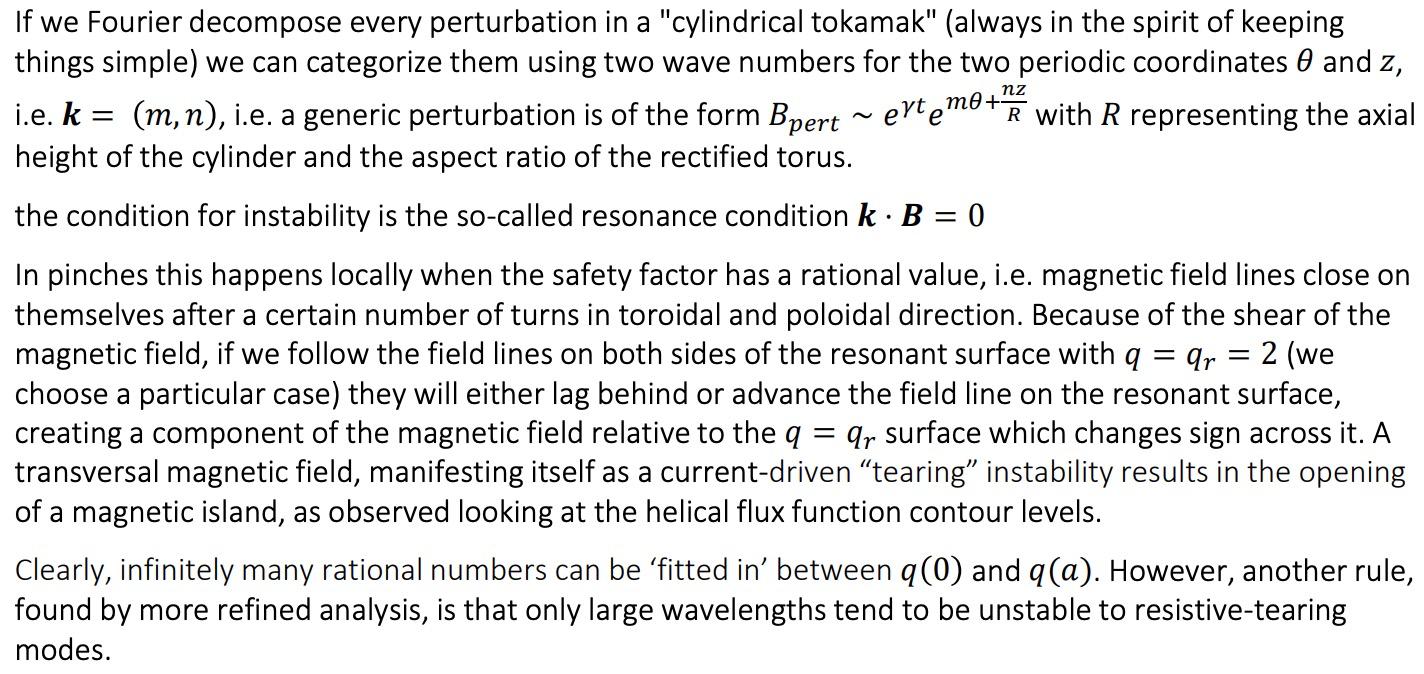 If we Fourier decompose every perturbation in a "cylindrical tokamak" (always in the spirit of keeping
things simple) we can categorize them using two wave numbers for the two periodic coordinates θ and z,
i.e. k = (m, n), i.e. a generic perturbation is of the form B_pert ~ e^{γt} e^{mθ+nz/R} with R representing the axial
height of the cylinder and the aspect ratio of the rectified torus.
the condition for instability is the so-called resonance condition k · B = 0
In pinches this happens locally when the safety factor has a rational value, i.e. magnetic field lines close on
themselves after a certain number of turns in toroidal and poloidal direction. Because of the shear of the
magnetic field, if we follow the field lines on both sides of the resonant surface with q = q_r = 2 (we
choose a particular case) they will either lag behind or advance the field line on the resonant surface,
creating a component of the magnetic field relative to the q = q_r surface which changes sign across it. A
transversal magnetic field, manifesting itself as a current-driven “tearing” instability results in the opening
of a magnetic island, as observed looking at the helical flux function contour levels.
Clearly, infinitely many rational numbers can be ‘fitted in’ between q(0) and q(a). However, another rule,
found by more refined analysis, is that only large wavelengths tend to be unstable to resistive-tearing
modes.